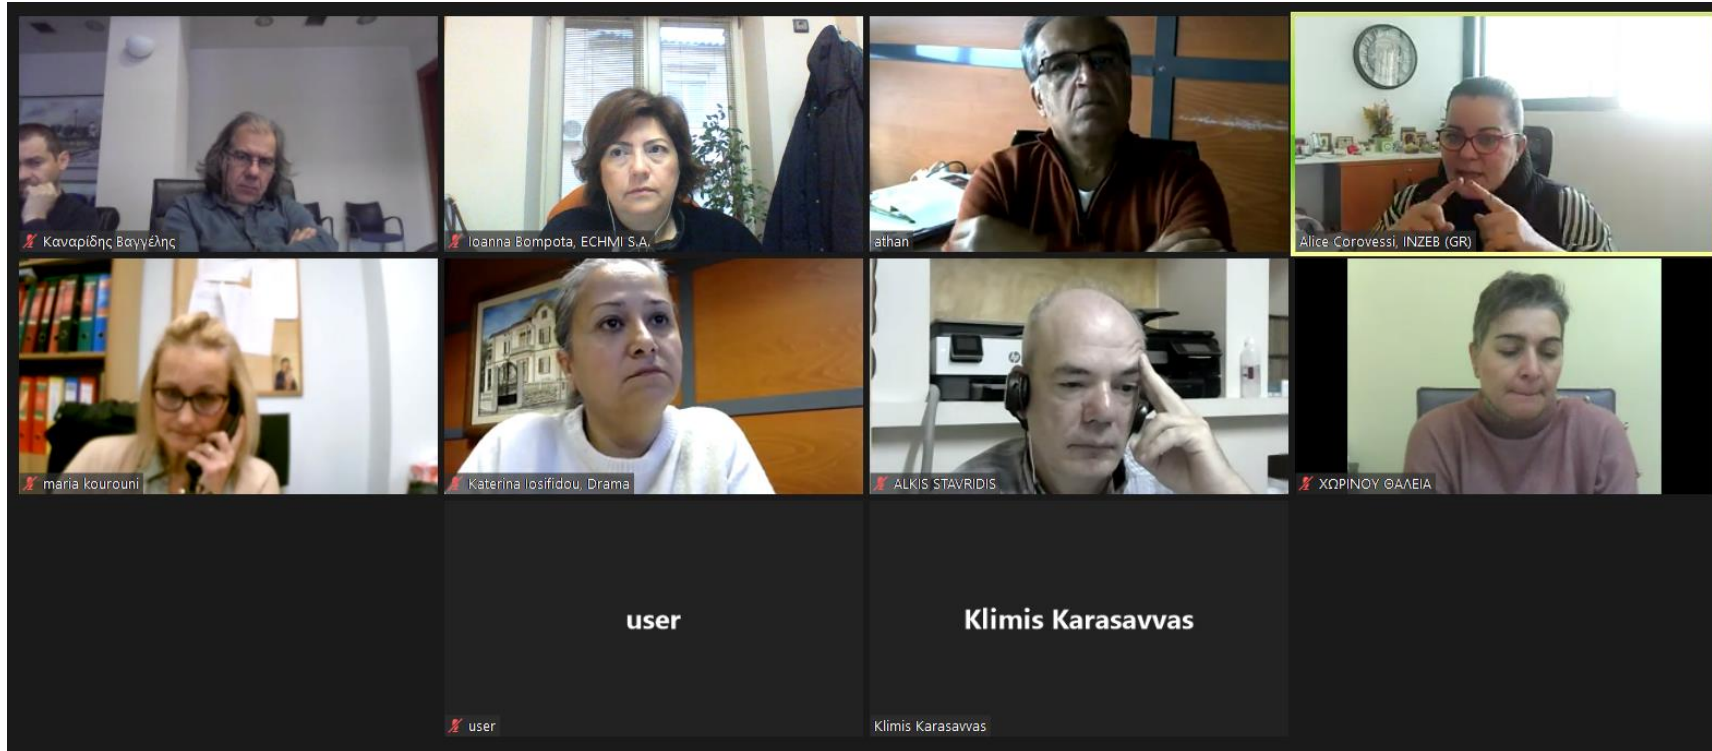 Καναρίδης Βαγγέλης
Ioanna Bompota, ECHMI S.A.
athan
Alice Corovessi, INZEB (GR)
maria kourouni
Katerina Iosifidou, Drama
hp
ALKIS STAVRIDIS
ΧΩΡΙΝΟΥ ΘΑΛΕΙΑ
user
Klimis Karasavvas
user
Klimis Karasavvas